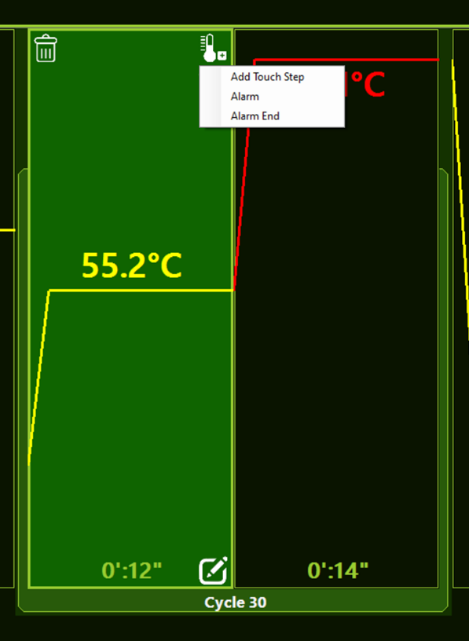 Add Touch Step
Alarm
Alarm End
°C
55.2°C
0':12"
0':14"
Cycle 30